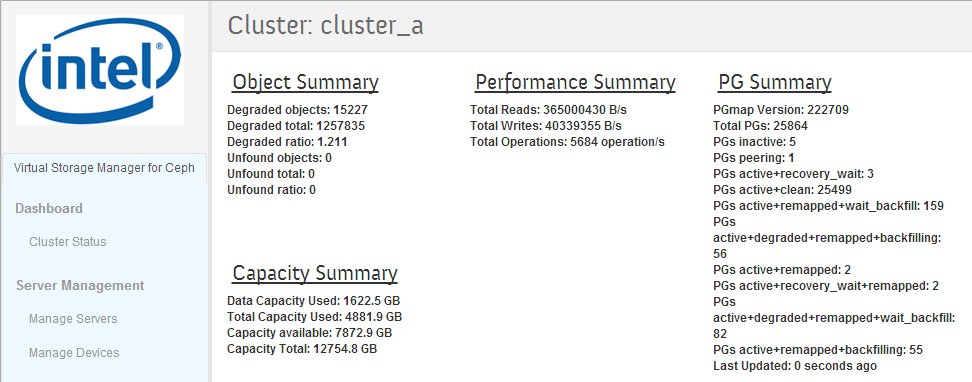 intel®
Virtual Storage Manager for Ceph
Dashboard
Cluster Status
Server Management
Manage Servers
Manage Devices
Cluster: cluster_a
Object Summary
Degraded objects: 15227
Degraded total: 1257835
Degraded ratio: 1.211
Unfound objects: 0
Unfound total: 0
Unfound ratio: 0
Performance Summary
Total Reads: 365000430 B/s
Total Writes: 40339355 B/s
Total Operations: 5684 operation/s
PG Summary
PGmap Version: 222709
Total PGs: 25864
PGs inactive: 5
PGs peering: 1
PGs active+recovery_wait: 3
PGs active+clean: 25499
PGs active+remapped+wait_backfill: 159
PGs
active+degraded+remapped+backfilling:
56
PGs active+remapped: 2
PGs active+recovery_wait+remapped: 2
PGs
active+degraded+remapped+wait_backfill:
82
PGs active+remapped+backfilling: 55
Last Updated: 0 seconds ago
Capacity Summary
Data Capacity Used: 1622.5 GB
Total Capacity Used: 4881.9 GB
Capacity available: 7872.9 GB
Capacity Total: 12754.8 GB